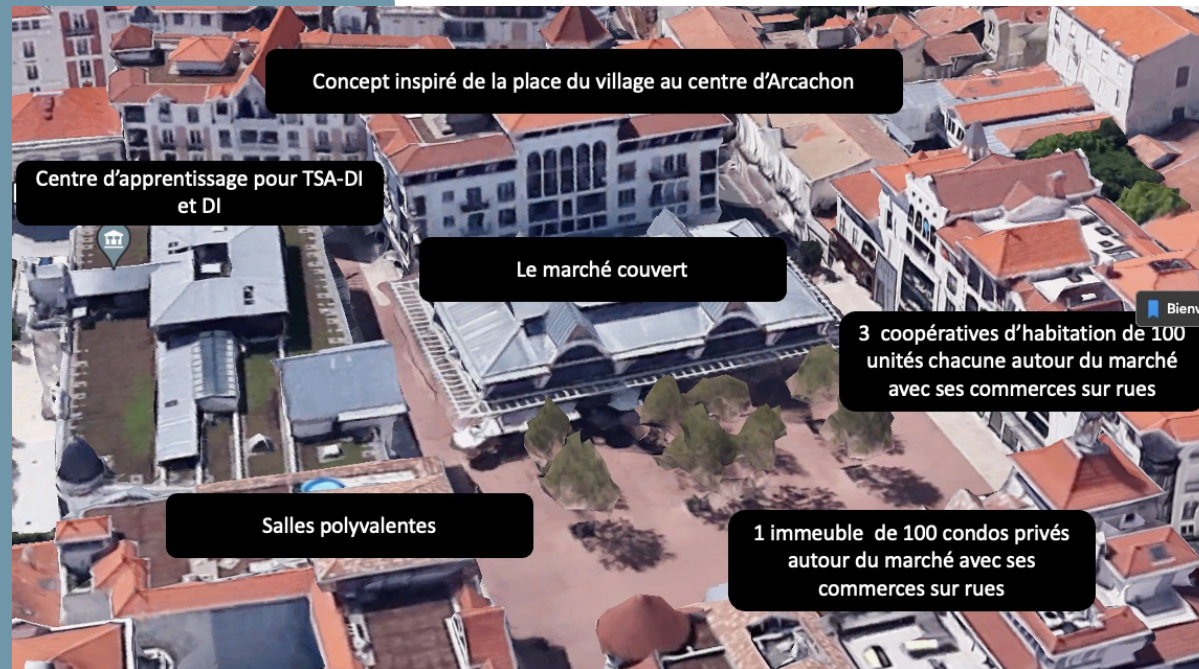 Concept inspiré de la place du village au centre d’Arcachon
Centre d’apprentissage pour TSA-DI
et DI
Le marché couvert
Bienv
3 coopératives d’habitation de 100
unités chacune autour du marché
avec ses commerces sur rues
Salles polyvalentes
1 immeuble de 100 condos privés
autour du marché avec ses
commerces sur rues